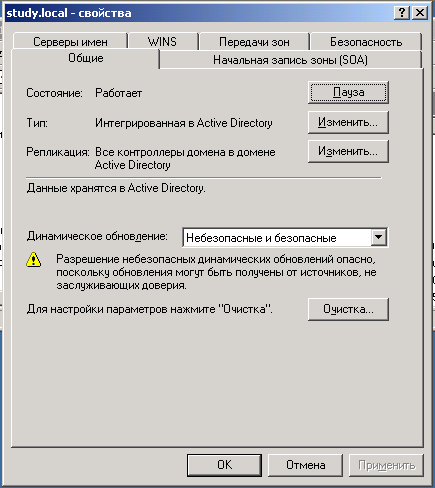 study.local - свойства
Серверы имен WINS Передачи зон Безопасность
Общие Начальная запись зоны (SOA)
Состояние: Работает Пауза
Тип: Интегрированная в Active Directory Изменить...
Репликация: Все контроллеры домена в домене Изменить...
Active Directory
Данные хранятся в Active Directory.
Динамическое обновление: Небезопасные и безопасные
Разрешение небезопасных динамических обновлений опасно,
поскольку обновления могут быть получены от источников, не
заслуживающих доверия.
Для настройки параметров нажмите "Очистка". Очистка...
OK Отмена Применить